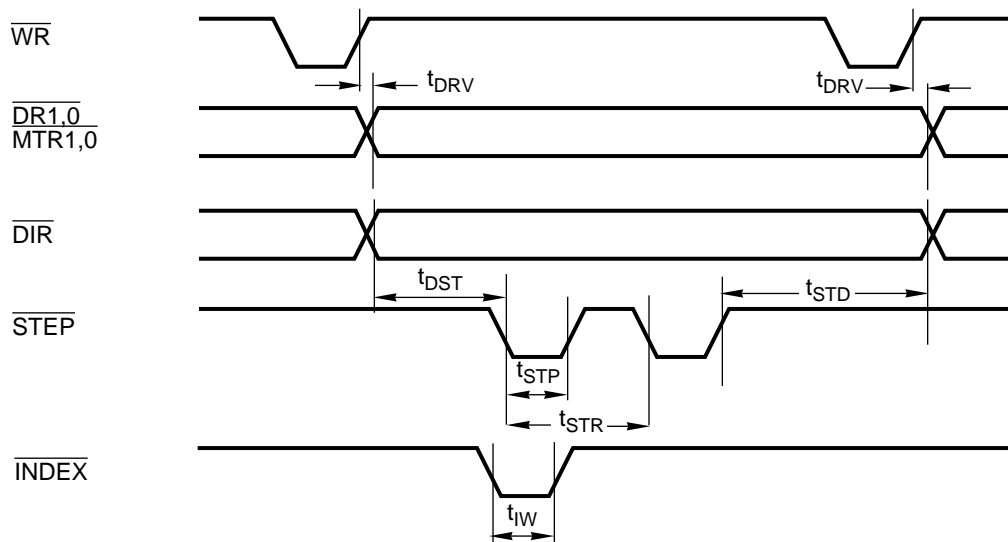 WR
tDRV
tDRV
DR1,0
MTR1,0
DIR
tDST
tSTD
STEP
tSTP
tSTR
INDEX
tIW